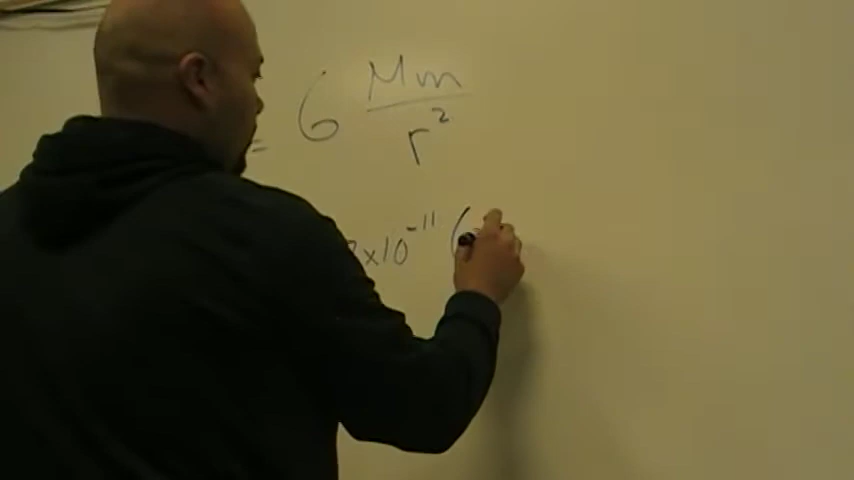 = G Mm
r²
x10⁻¹¹ (